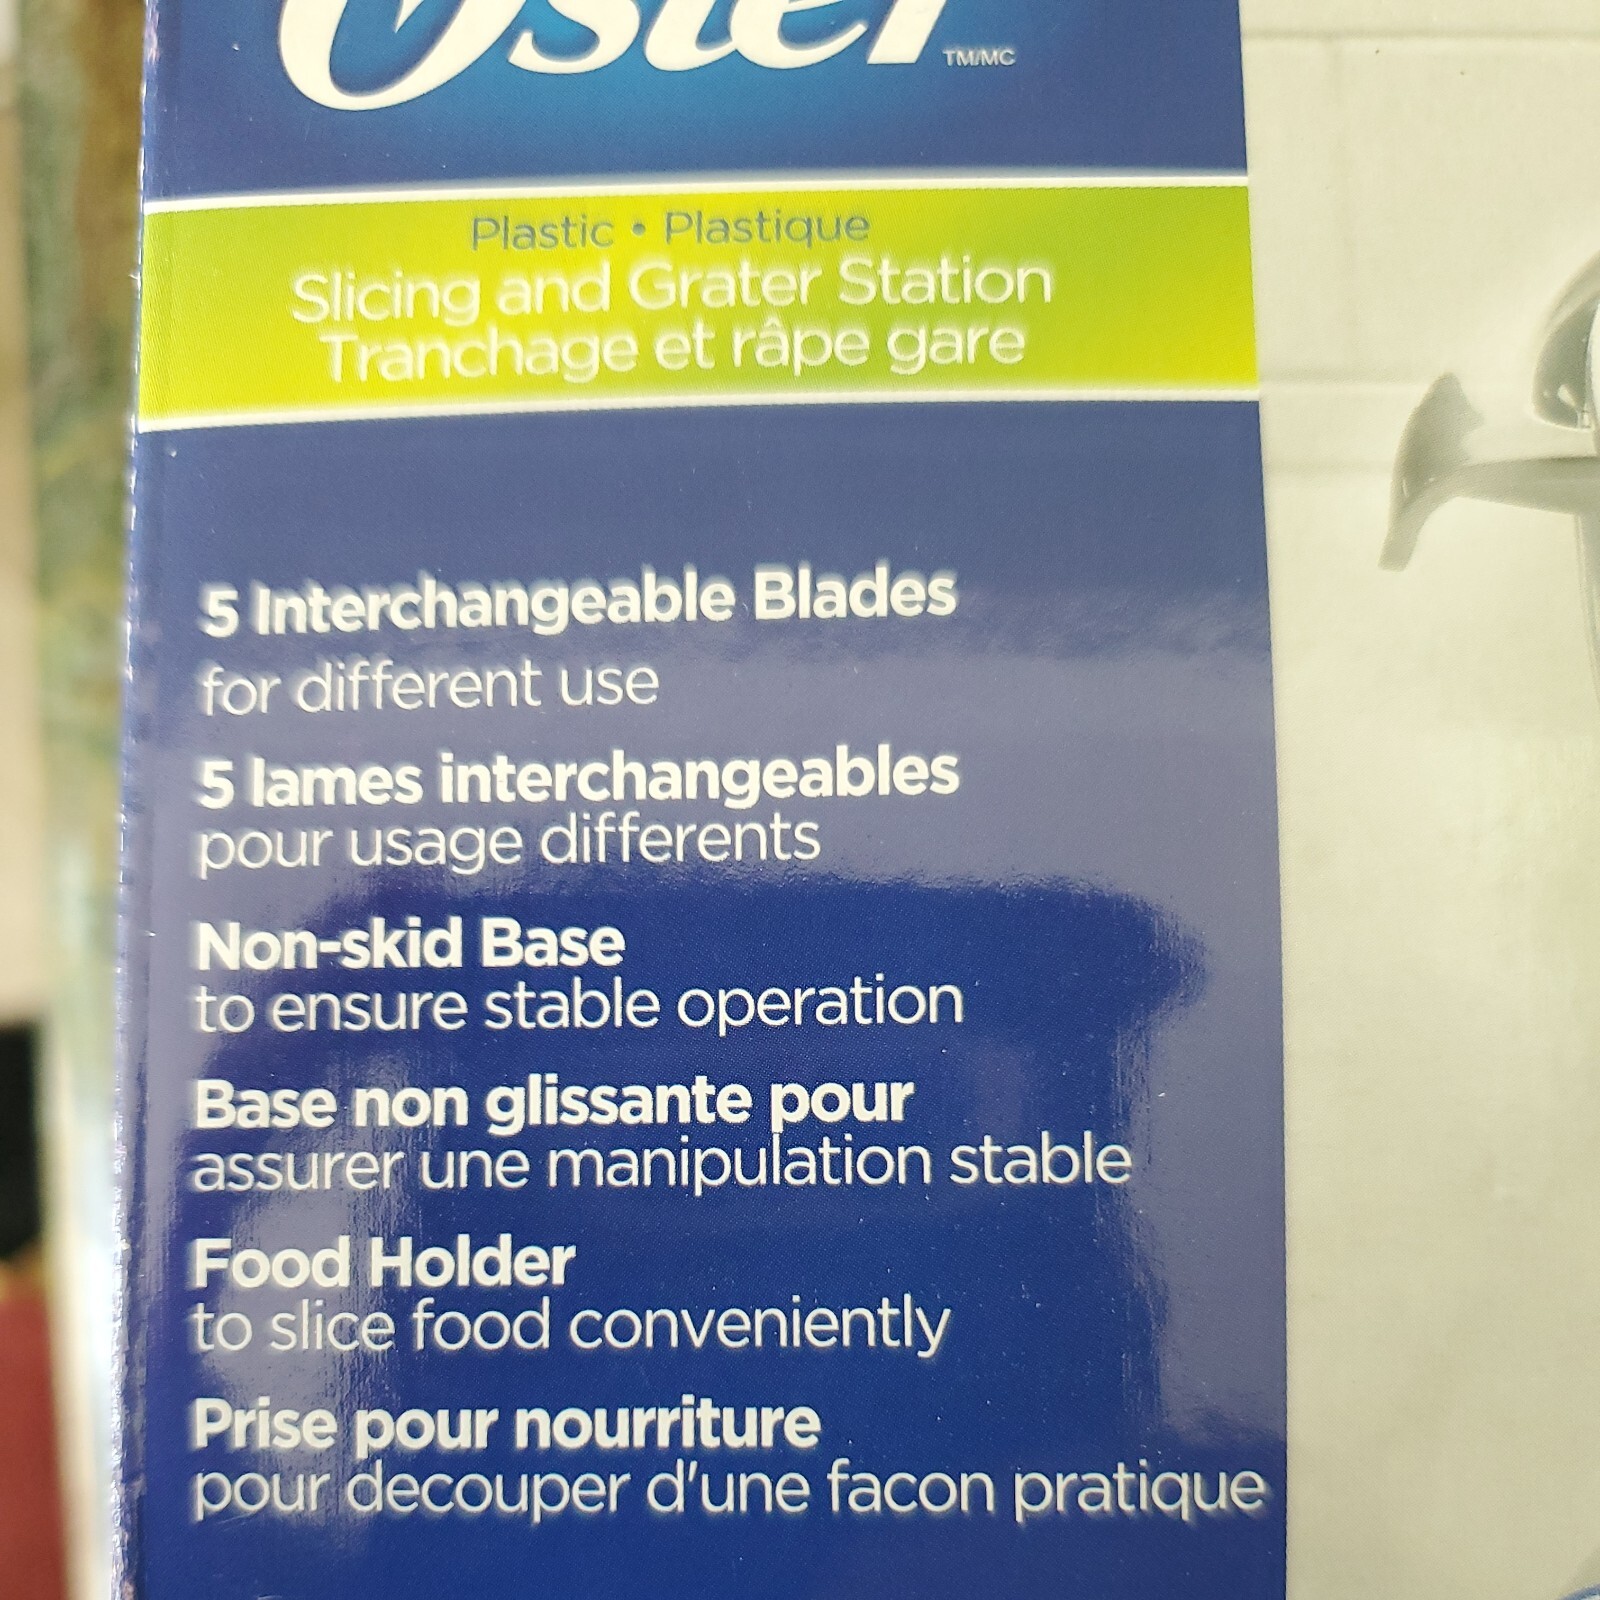 Oster TM/MC
Plastic • Plastique
Slicing and Grater Station
Tranchage et râpe gare
5 Interchangeable Blades
for different use
5 lames interchangeables
pour usage differents
Non-skid Base
to ensure stable operation
Base non glissante pour
assurer une manipulation stable
Food Holder
to slice food conveniently
Prise pour nourriture
pour decouper d'une facon pratique